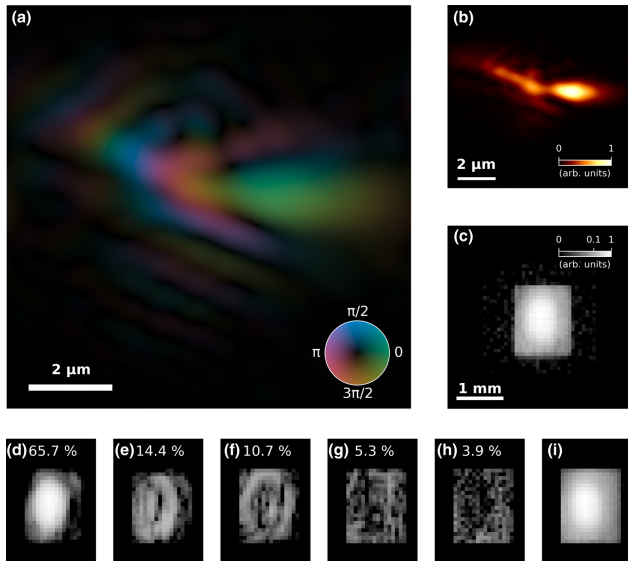 (a)
π/2
π
0
3π/2
2 μm
(b)
0 1
(arb. units)
2 μm
(c)
0 0.1 1
(arb. units)
1 mm
(d) 65.7 %
(e) 14.4 %
(f) 10.7 %
(g) 5.3 %
(h) 3.9 %
(i)